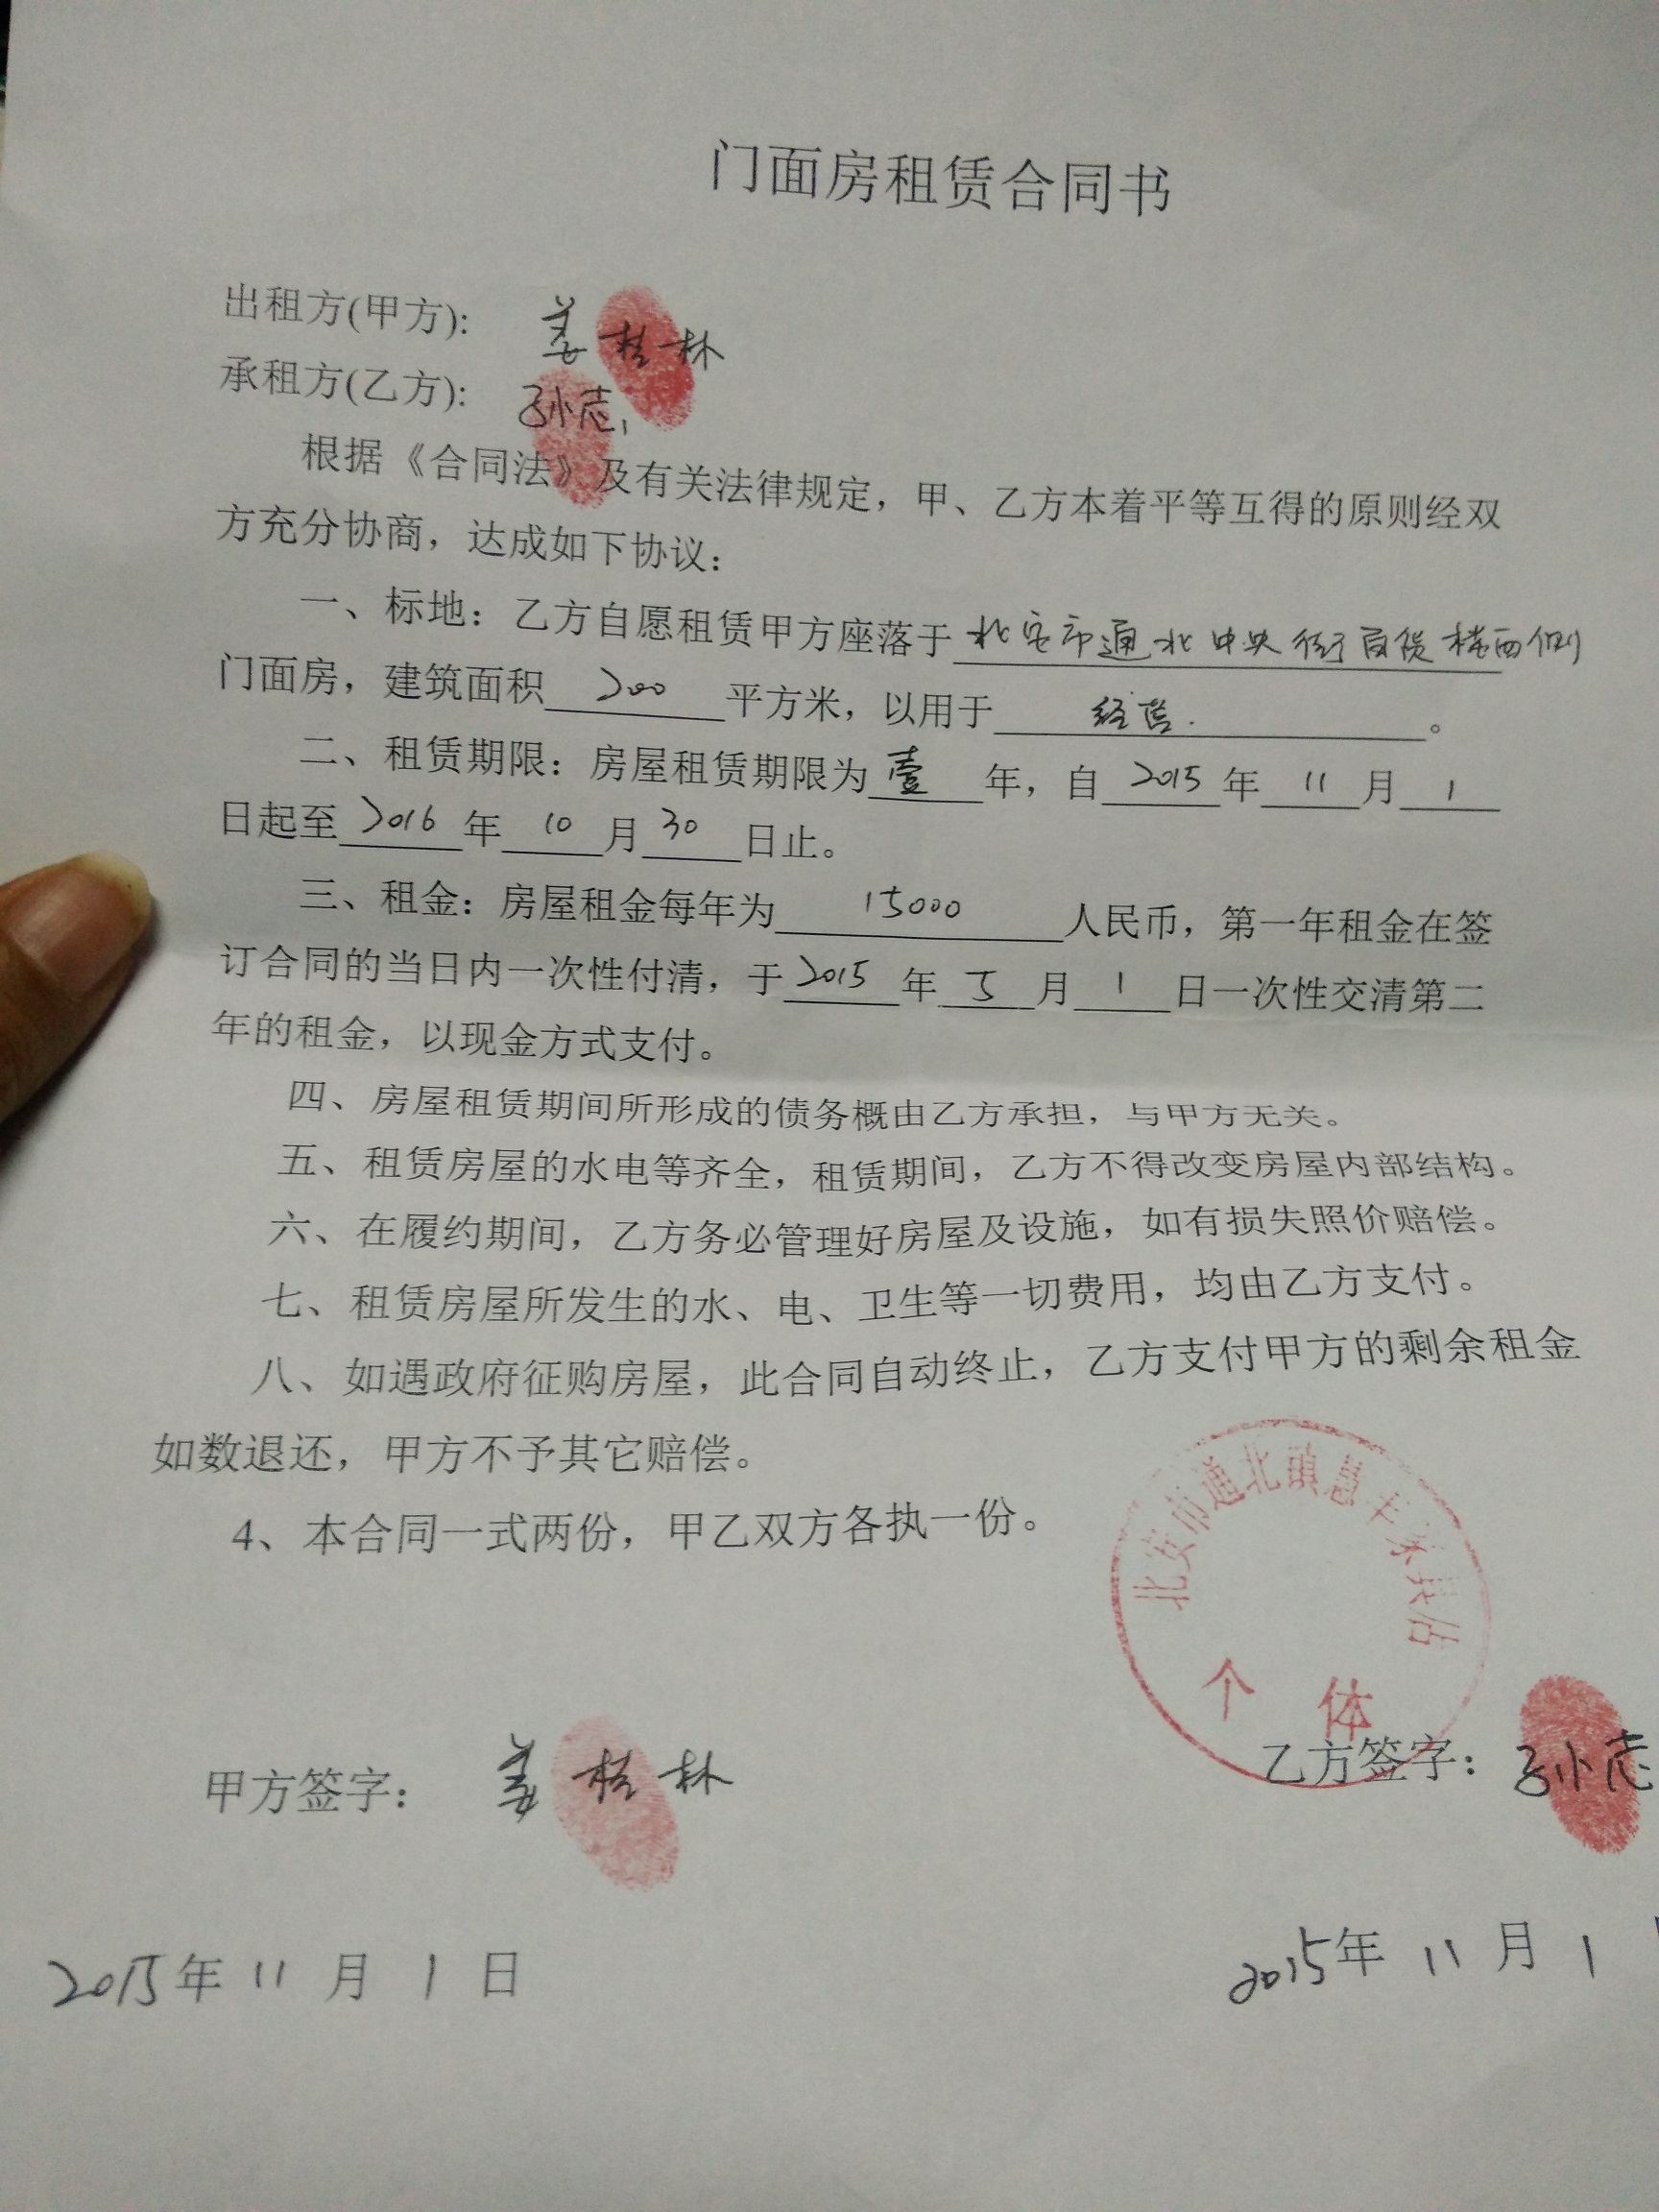 门面房租赁合同书
出租方(甲方): 姜桂林
承租方(乙方): 孙志
根据《合同法》及有关法律规定，甲、乙方本着平等互得的原则经双
方充分协商，达成如下协议：
一、标地：乙方自愿租赁甲方座落于北安市通北中央街百货楼西侧
门面房，建筑面积200平方米，以用于经营.。
二、租赁期限：房屋租赁期限为壹年，自2015年11月1
日起至2016年10月30日止。
三、租金：房屋租金每年为15000人民币，第一年租金在签
订合同的当日内一次性付清，于2015年5月1日一次性交清第二
年的租金，以现金方式支付。
四、房屋租赁期间所形成的债务概由乙方承担，与甲方无关。
五、租赁房屋的水电等齐全，租赁期间，乙方不得改变房屋内部结构。
六、在履约期间，乙方务必管理好房屋及设施，如有损失照价赔偿。
七、租赁房屋所发生的水、电、卫生等一切费用，均由乙方支付。
八、如遇政府征购房屋，此合同自动终止，乙方支付甲方的剩余租金
如数退还，甲方不予其它赔偿。
4、本合同一式两份，甲乙双方各执一份。
北安市通北镇慧丰家具店
个体
甲方签字： 姜桂林 乙方签字：孙志
2015年11月1日 2015年11月1